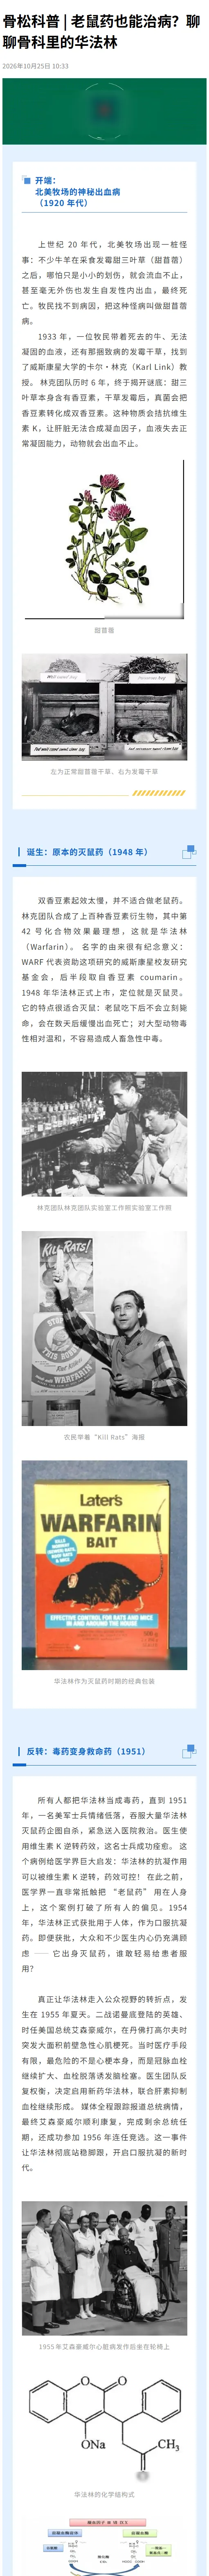 骨松科普 | 老鼠药也能治病？聊
聊骨科里的华法林
2026年10月25日 10:33
开端：
北美牧场的神秘出血病
（1920 年代）
上世纪 20 年代，北美牧场出现一桩怪
事：不少牛羊在采食发霉甜三叶草（甜苜蓿）
之后，哪怕只是小小的划伤，就会流血不止，
甚至毫无外伤也发生自发性内出血，最终死
亡。牧民找不到病因，把这种怪病叫做甜苜蓿
病。
1933 年，一位牧民带着死去的牛、无法
凝固的血液，还有那捆致病的发霉干草，找到
了威斯康星大学的卡尔・林克（Karl Link）教
授。 林克团队历时 6 年，终于揭开谜底：甜三
叶草本身含有香豆素，干草发霉后，真菌会把
香豆素转化成双香豆素。这种物质会拮抗维生
素 K，让肝脏无法合成凝血因子，血液失去正
常凝固能力，动物就会出血不止。
甜苜蓿
左为正常甜苜蓿干草、右为发霉干草
诞生：原本的灭鼠药（1948 年）
双香豆素起效太慢，并不适合做老鼠药。
林克团队合成了上百种香豆素衍生物，其中第
42 号化合物效果最理想，这就是华法林
（Warfarin）。 名字的由来很有纪念意义：
WARF 代表资助这项研究的威斯康星校友研究
基金会，后半段取自香豆素 coumarin。
1948 年华法林正式上市，定位就是灭鼠灵。
它的特点很适合灭鼠：老鼠吃下后不会立刻毙
命，会在数天后缓慢出血死亡；对大型动物毒
性相对温和，不容易造成人畜急性中毒。
林克团队林克团队实验室工作照实验室工作照
KILL RATS!
STOP
WARFARIN
农民举着“Kill Rats”海报
Later's
WARFARIN
BAIT
EFFECTIVE CONTROL FOR RATS AND MICE
IN AND AROUND THE HOUSE
华法林作为灭鼠药时期的经典包装
反转：毒药变身救命药（1951）
所有人都把华法林当成毒药，直到 1951
年，一名美军士兵情绪低落，吞服大量华法林
灭鼠药企图自杀，紧急送入医院救治。医生使
用维生素 K 逆转药效，这名士兵成功痊愈。 这
个病例给医学界巨大启发：华法林的抗凝作用
可以被维生素 K 逆转，药效可控！ 在此之前，
医学界一直非常抵触把 “老鼠药” 用在人身
上，这个案例打破了所有人的偏见。1954
年，华法林正式获批用于人体，作为口服抗凝
药。即便获批，大众和不少医生内心仍充满顾
虑 —— 它出身灭鼠药，谁敢轻易给患者服
用？
真正让华法林走入公众视野的转折点，发
生在 1955 年夏天。二战诺曼底登陆的英雄、
时任美国总统艾森豪威尔，在丹佛打高尔夫时
突发大面积前壁急性心肌梗死。当时医疗手段
有限，最危险的不是心梗本身，而是冠脉血栓
继续扩大、血栓脱落诱发脑栓塞。医生团队反
复权衡，决定启用新药华法林，联合肝素抑制
血栓继续形成。 媒体全程跟踪报道总统病情，
最终艾森豪威尔顺利康复，完成剩余总统任
期，还成功参加 1956 年连任竞选。这一事件
让华法林彻底站稳脚跟，开启口服抗凝的新时
代。
1955年艾森豪威尔心脏病发作后坐在轮椅上
O
O
ONa
CH3
O
华法林的化学结构式